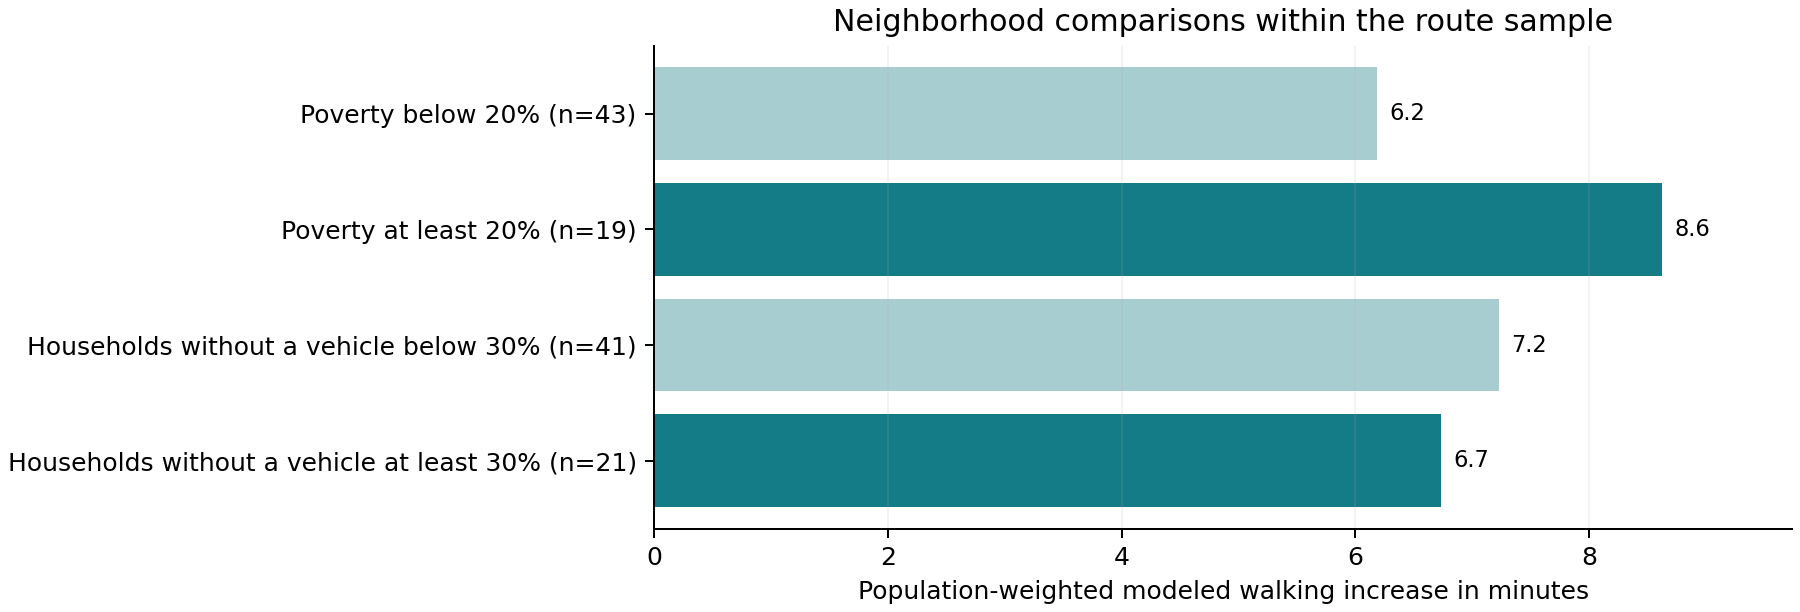 Neighborhood comparisons within the route sample
Poverty below 20% (n=43)
6.2
Poverty at least 20% (n=19)
8.6
Households without a vehicle below 30% (n=41)
7.2
Households without a vehicle at least 30% (n=21)
6.7
0 2 4 6 8
Population-weighted modeled walking increase in minutes